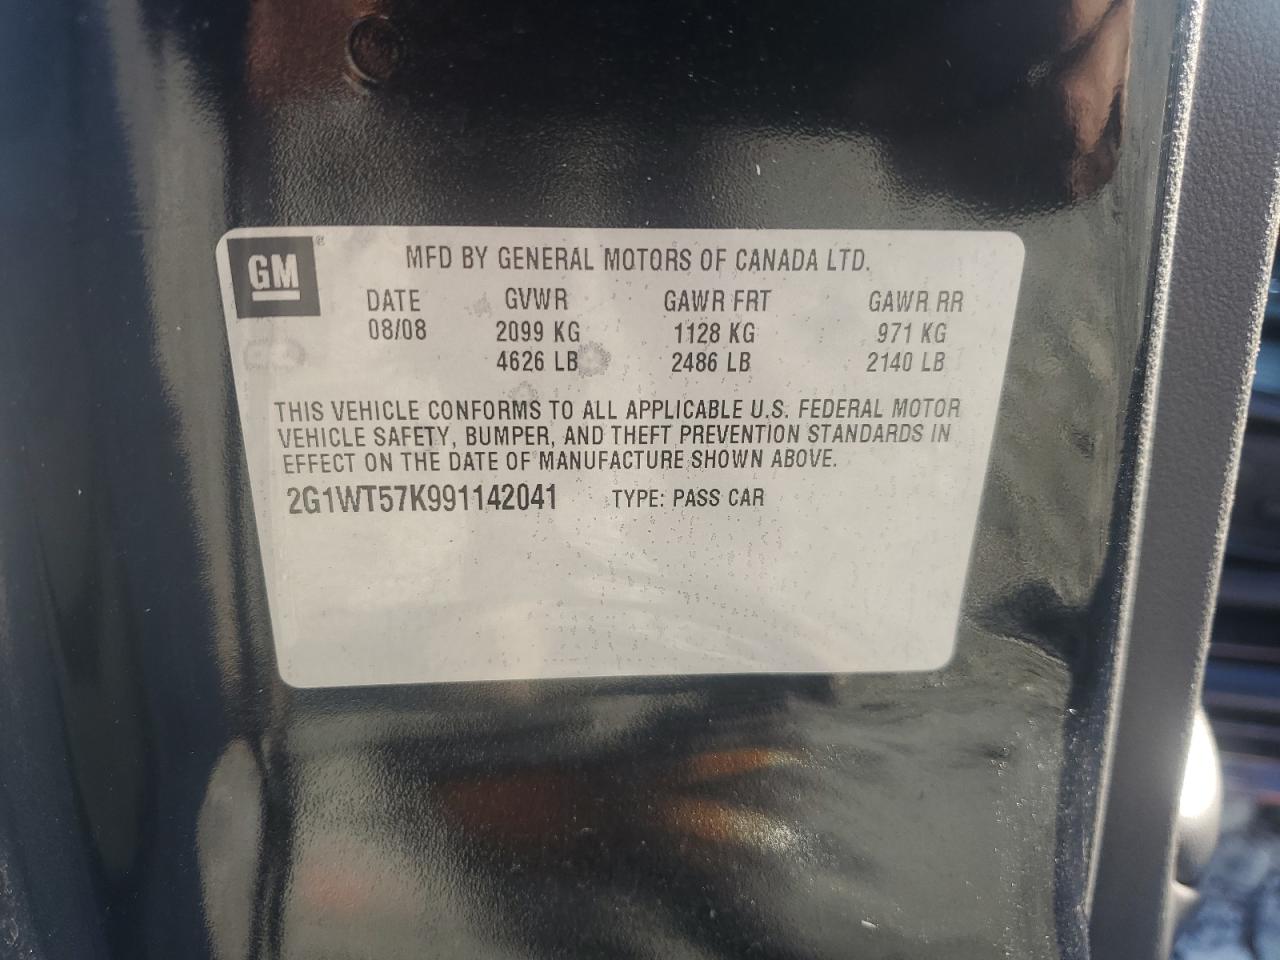 GM
MFD BY GENERAL MOTORS OF CANADA LTD.
DATE GVWR GAWR FRT GAWR RR
08/08 2099 KG 1128 KG 971 KG
4626 LB 2486 LB 2140 LB
THIS VEHICLE CONFORMS TO ALL APPLICABLE U.S. FEDERAL MOTOR
VEHICLE SAFETY, BUMPER, AND THEFT PREVENTION STANDARDS IN
EFFECT ON THE DATE OF MANUFACTURE SHOWN ABOVE.
2G1WT57K991142041 TYPE: PASS CAR